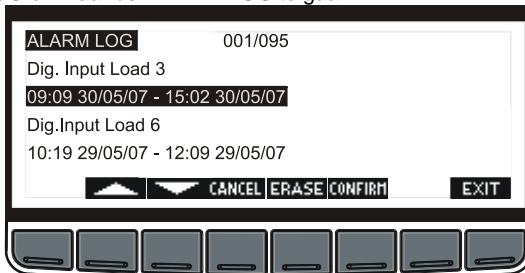 ALARM LOG 001/095
Dig. Input Load 3
09:09 30/05/07 - 15:02 30/05/07
Dig.Input Load 6
10:19 29/05/07 - 12:09 29/05/07
CANCEL ERASE CONFIRM EXIT